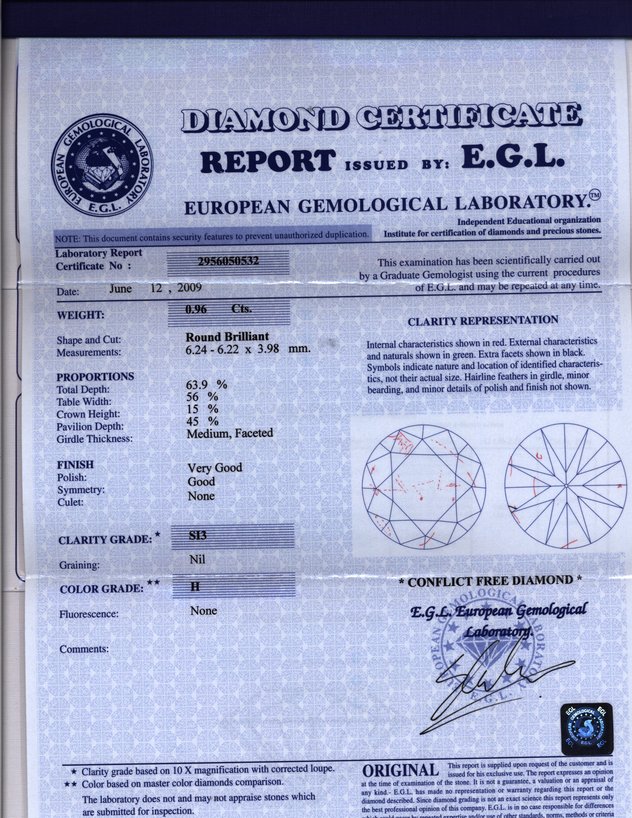 DIAMOND CERTIFICATE
REPORT ISSUED BY: E.G.L.
EUROPEAN GEMOLOGICAL LABORATORY.™
EUROPEAN GEMOLOGICAL LABORATORY
E.G.L.
Independent Educational organization
Institute for certification of diamonds and precious stones.
NOTE: This document contains security features to prevent unauthorized duplication.
Laboratory Report
Certificate No : 2956050532
This examination has been scientifically carried out
by a Graduate Gemologist using the current procedures
of E.G.L. and may be repeated at any time.
Date: June 12 , 2009
WEIGHT: 0.96 Cts.
Shape and Cut: Round Brilliant
Measurements: 6.24 - 6.22 x 3.98 mm.
PROPORTIONS
Total Depth: 63.9 %
Table Width: 56 %
Crown Height: 15 %
Pavilion Depth: 45 %
Girdle Thickness: Medium, Faceted
FINISH
Polish: Very Good
Symmetry: Good
Culet: None
CLARITY GRADE: * SI3
Graining: Nil
COLOR GRADE: ** H
Fluorescence: None
Comments:
CLARITY REPRESENTATION
Internal characteristics shown in red. External characteristics
and naturals shown in green. Extra facets shown in black.
Symbols indicate nature and location of identified characteris-
tics, not their actual size. Hairline feathers in girdle, minor
bearding, and minor details of polish and finish not shown.
* CONFLICT FREE DIAMOND *
E.G.L. European Gemological
Laboratory.
EUROPEAN GEMOLOGICAL LABORATORY
E.G.L.
EGL EGL
EGL EGL
★ Clarity grade based on 10 X magnification with corrected loupe.
★★ Color based on master color diamonds comparison.
The laboratory does not and may not appraise stones which
are submitted for inspection.
ORIGINAL This report is supplied upon request of the customer and is
issued for his exclusive use. The report expresses an opinion
at the time of examination of the stone. It is not a guarantee, a valuation or an appraisal of
any kind.- E.G.L. has made no representation or warranty regarding this report or the
diamond described. Since diamond grading is not an exact science this report represents only
the best professional opinion of this company. E.G.L. is in no case responsible for differences